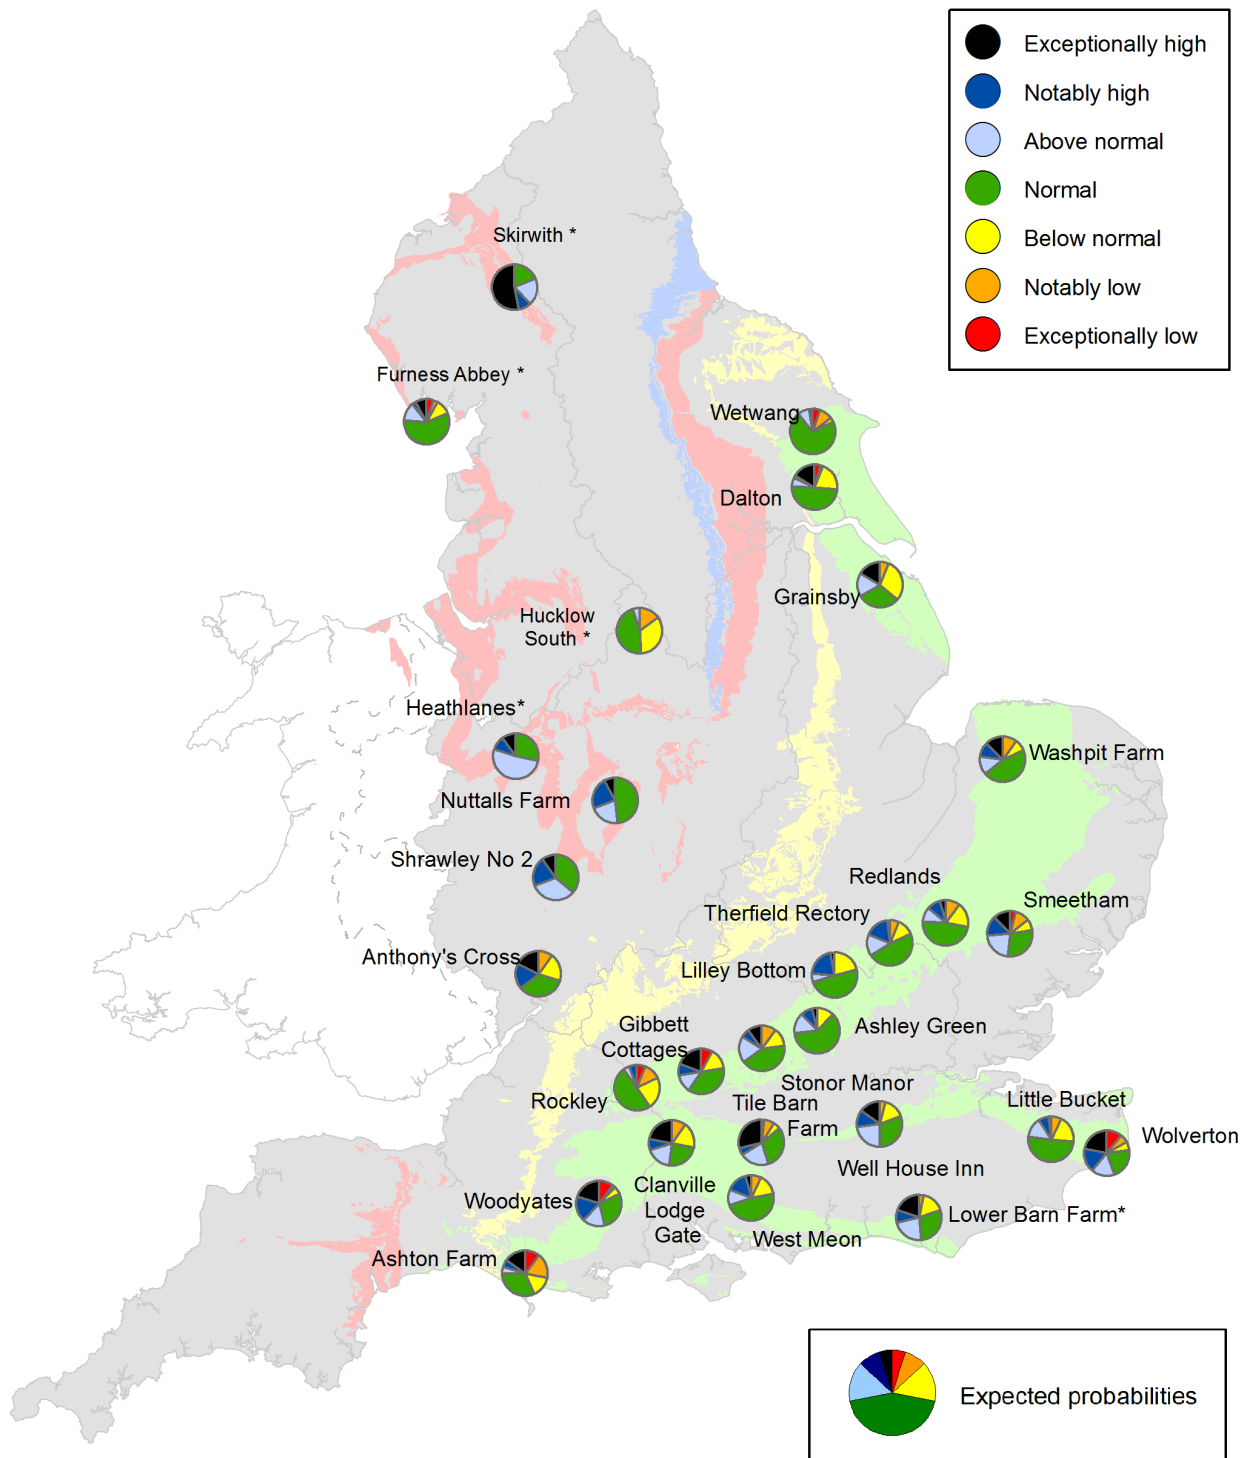 Exceptionally high
Notably high
Above normal
Normal
Below normal
Notably low
Exceptionally low
Skirwith *
Furness Abbey *
Wetwang
Dalton
Grainsby
Hucklow
South *
Heathlanes*
Washpit Farm
Nuttalls Farm
Shrawley No 2
Redlands
Smeetham
Therfield Rectory
Anthony's Cross
Lilley Bottom
Gibbett
Cottages
Ashley Green
Stonor Manor
Rockley
Tile Barn
Farm
Little Bucket
Wolverton
Well House Inn
Clanville
Lodge
Gate
Woodyates
Lower Barn Farm*
West Meon
Ashton Farm
Expected probabilities